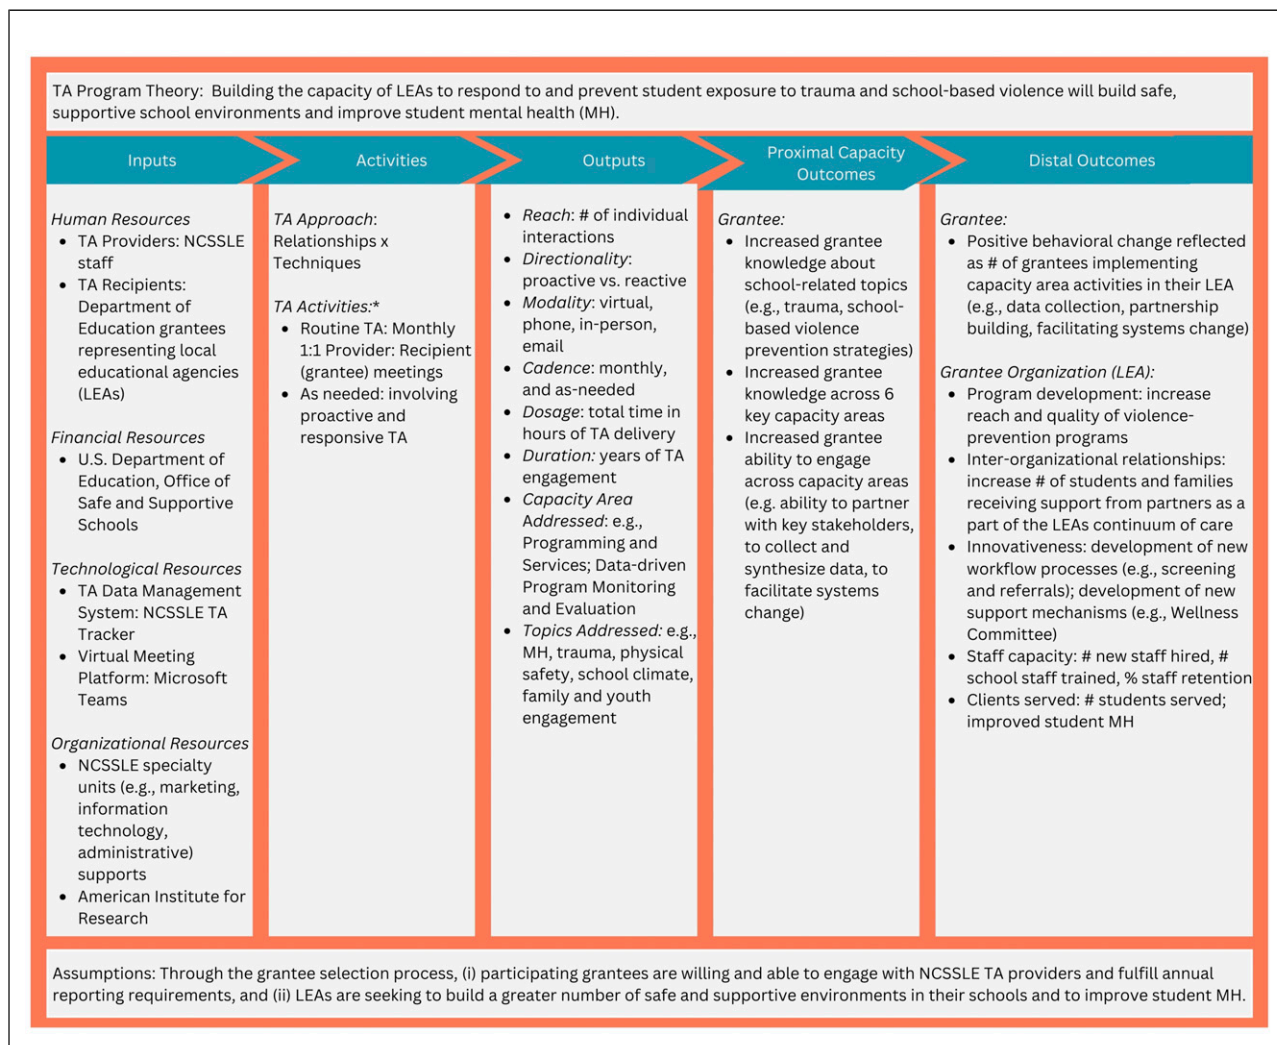 TA Program Theory:  Building the capacity of LEAs to respond to and prevent student exposure to trauma and school-based violence will build safe,
supportive school environments and improve student mental health (MH).
Inputs
Activities
Outputs
Proximal Capacity
Outcomes
Distal Outcomes
Human Resources
• TA Providers: NCSSLE
staff
• TA Recipients:
Department of
Education grantees
representing local
educational agencies
(LEAs)
Financial Resources
• U.S. Department of
Education, Office of
Safe and Supportive
Schools
Technological Resources
• TA Data Management
System: NCSSLE TA
Tracker
• Virtual Meeting
Platform: Microsoft
Teams
Organizational Resources
• NCSSLE specialty
units (e.g., marketing,
information
technology,
administrative)
supports
• American Institute for
Research
TA Approach:
Relationships x
Techniques
TA Activities:*
• Routine TA: Monthly
1:1 Provider: Recipient
(grantee) meetings
• As needed: involving
proactive and
responsive TA
• Reach: # of individual
interactions
• Directionality:
proactive vs. reactive
• Modality: virtual,
phone, in-person,
email
• Cadence: monthly,
and as-needed
• Dosage: total time in
hours of TA delivery
• Duration: years of TA
engagement
• Capacity Area
Addressed: e.g.,
Programming and
Services; Data-driven
Program Monitoring
and Evaluation
• Topics Addressed: e.g.,
MH, trauma, physical
safety, school climate,
family and youth
engagement
Grantee:
• Increased grantee
knowledge about
school-related topics
(e.g., trauma, school-
based violence
prevention strategies)
• Increased grantee
knowledge across 6
key capacity areas
• Increased grantee
ability to engage
across capacity areas
(e.g. ability to partner
with key stakeholders,
to collect and
synthesize data, to
facilitate systems
change)
Grantee:
• Positive behavioral change reflected
as # of grantees implementing
capacity area activities in their LEA
(e.g., data collection, partnership
building, facilitating systems change)
Grantee Organization (LEA):
• Program development: increase
reach and quality of violence-
prevention programs
• Inter-organizational relationships:
increase # of students and families
receiving support from partners as a
part of the LEAs continuum of care
• Innovativeness: development of new
workflow processes (e.g., screening
and referrals); development of new
support mechanisms (e.g., Wellness
Committee)
• Staff capacity: # new staff hired, #
school staff trained, % staff retention
• Clients served: # students served;
improved student MH
Assumptions: Through the grantee selection process, (i) participating grantees are willing and able to engage with NCSSLE TA providers and fulfill annual
reporting requirements, and (ii) LEAs are seeking to build a greater number of safe and supportive environments in their schools and to improve student MH.